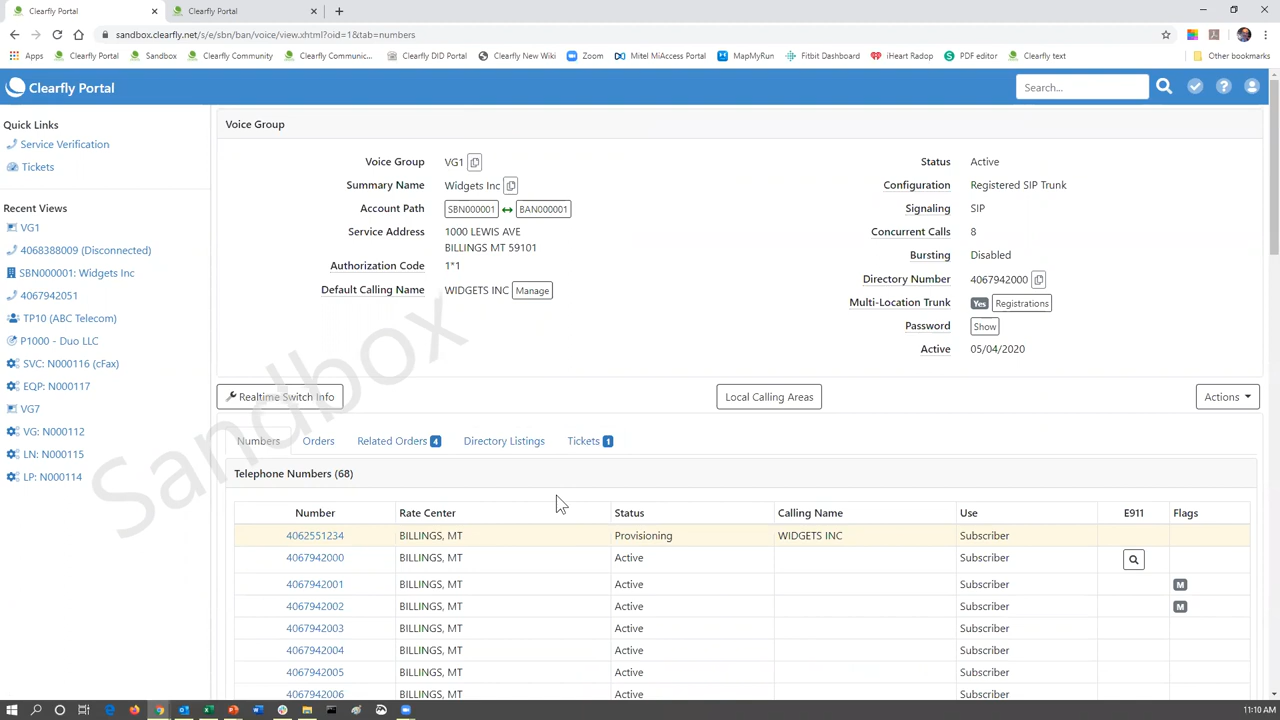 Clearfly Portal
Clearfly Portal
sandbox.clearfly.net/s/e/sbn/ban/voice/view.xhtml?oid=1&tab=numbers
Apps Clearfly Portal Sandbox Clearfly Community Clearfly Communic... Clearfly DID Portal Clearfly New Wiki Zoom Mitel MiAccess Portal MapMyRun Fitbit Dashboard iHeart Radop PDF editor Clearfly text Other bookmarks
Clearfly Portal
Search...
Quick Links
Service Verification
Tickets
Recent Views
VG1
4068388009 (Disconnected)
SBN000001: Widgets Inc
4067942051
TP10 (ABC Telecom)
P1000 - Duo LLC
SVC: N000116 (cFax)
EQP: N000117
VG7
VG: N000112
LN: N000115
LP: N000114
Voice Group
Voice Group VG1
Summary Name Widgets Inc
Account Path SBN000001 BAN000001
Service Address 1000 LEWIS AVE
BILLINGS MT 59101
Authorization Code 1*1
Default Calling Name WIDGETS INC Manage
Status Active
Configuration Registered SIP Trunk
Signaling SIP
Concurrent Calls 8
Bursting Disabled
Directory Number 4067942000
Multi-Location Trunk Yes Registrations
Password Show
Active 05/04/2020
Realtime Switch Info Local Calling Areas Actions
Numbers Orders Related Orders 4 Directory Listings Tickets 1
Telephone Numbers (68)
Number Rate Center Status Calling Name Use E911 Flags
4062551234 BILLINGS, MT Provisioning WIDGETS INC Subscriber
4067942000 BILLINGS, MT Active Subscriber
4067942001 BILLINGS, MT Active Subscriber M
4067942002 BILLINGS, MT Active Subscriber M
4067942003 BILLINGS, MT Active Subscriber
4067942004 BILLINGS, MT Active Subscriber
4067942005 BILLINGS, MT Active Subscriber
4067942006 BILLINGS, MT Active Subscriber
Sandbox
11:10 AM